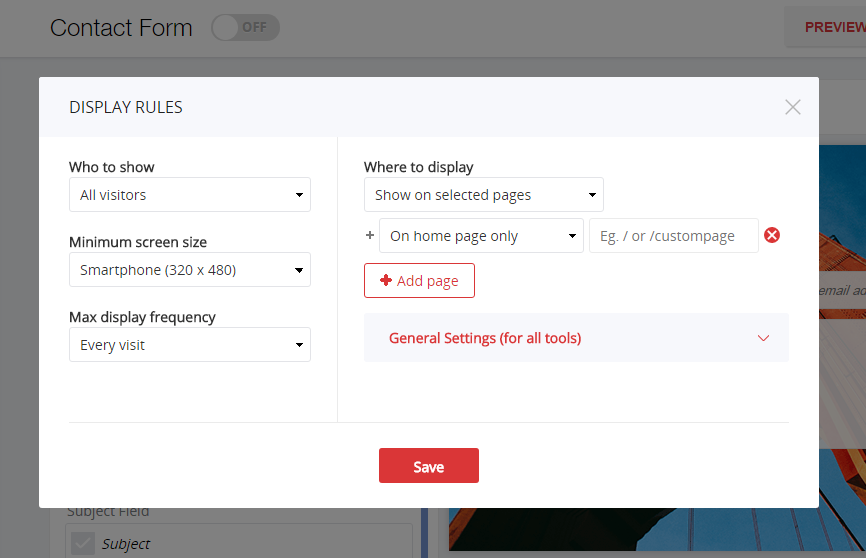 Contact Form
OFF
PREVIEW
DISPLAY RULES
Who to show
All visitors
Minimum screen size
Smartphone (320 x 480)
Max display frequency
Every visit
Where to display
Show on selected pages
+ On home page only
Eg. / or /custompage
+ Add page
General Settings (for all tools)
Save
email ad
Subject Field
Subject